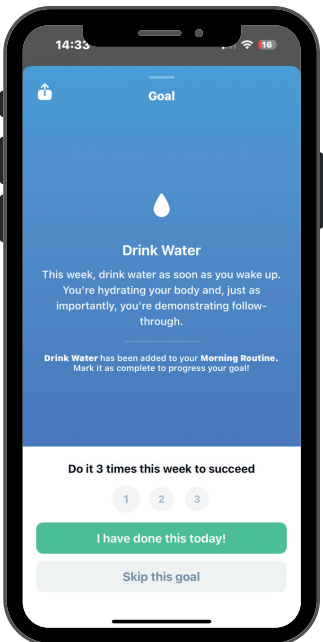 14:33
16
Goal
Drink Water
This week, drink water as soon as you wake up.
You're hydrating your body and, just as
importantly, you're demonstrating follow-
through.
Drink Water has been added to your Morning Routine.
Mark it as complete to progress your goal!
Do it 3 times this week to succeed
1 2 3
I have done this today!
Skip this goal